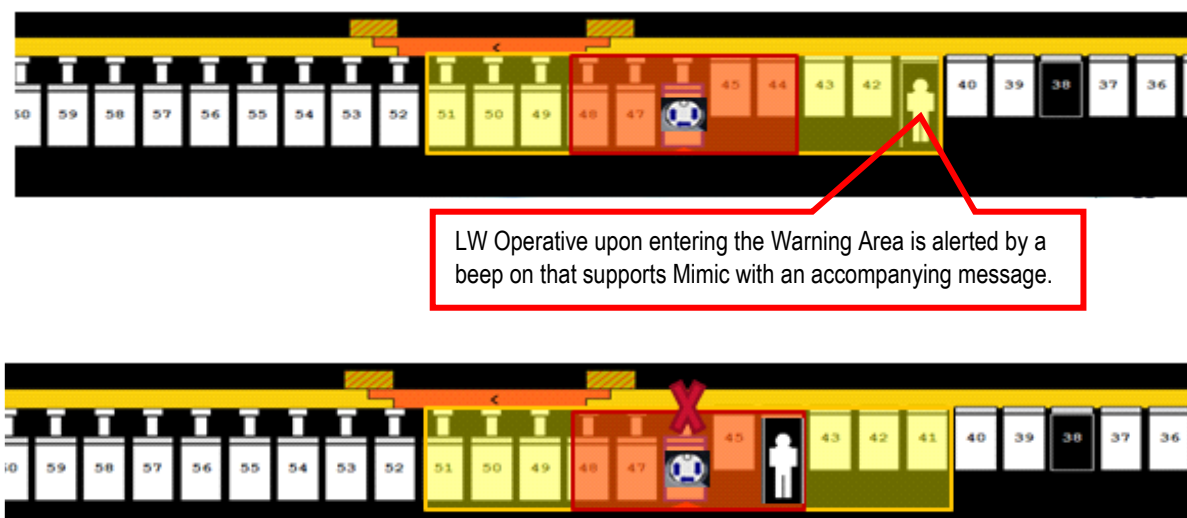 <
60 59 58 57 56 55 54 53 52 51 50 49 48 47 45 44 43 42 40 39 38 37 36
LW Operative upon entering the Warning Area is alerted by a
beep on that supports Mimic with an accompanying message.
<
59 58 57 56 55 54 53 52 51 50 49 48 47 45 43 42 41 40 39 38 37 36